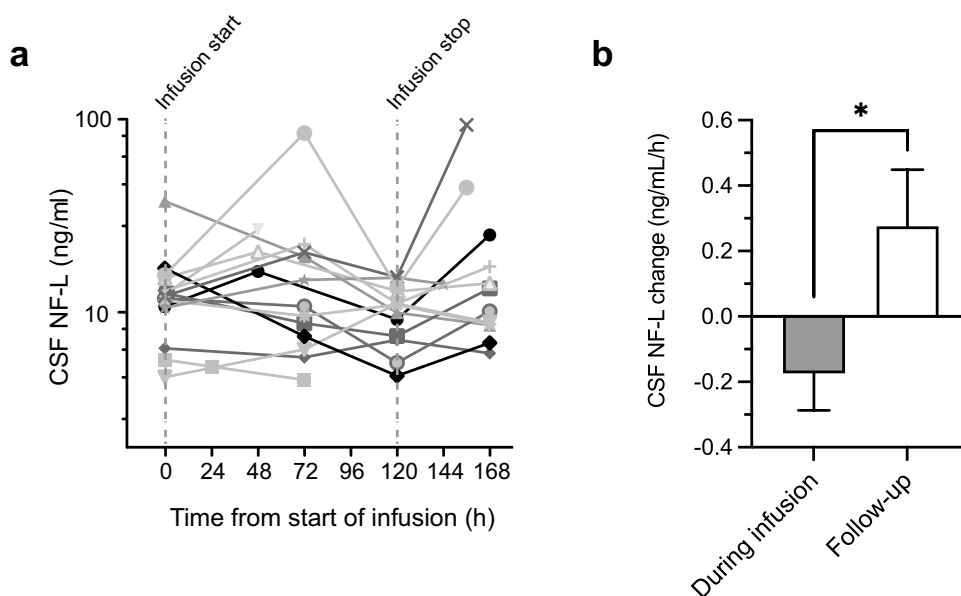 a
Infusion start
Infusion stop
CSF NF-L (ng/ml)
100
10
0 24 48 72 96 120 144 168
Time from start of infusion (h)
b
*
CSF NF-L change (ng/mL/h)
0.6
0.4
0.2
0.0
-0.2
-0.4
During infusion
Follow-up